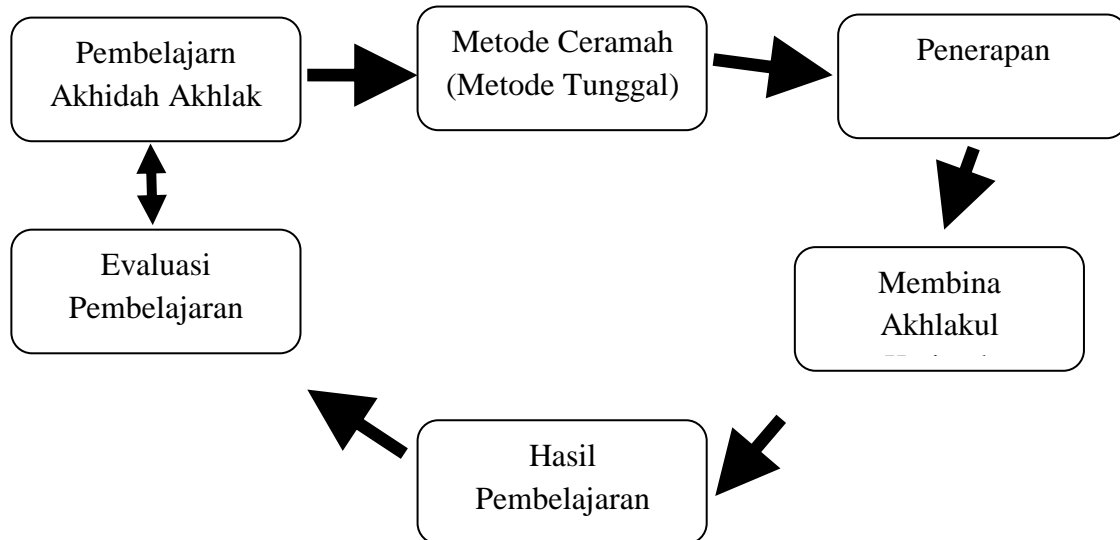 Pembelajarn
Akhidah Akhlak
Metode Ceramah
(Metode Tunggal)
Penerapan
Membina
Akhlakul
Hasil
Pembelajaran
Evaluasi
Pembelajaran